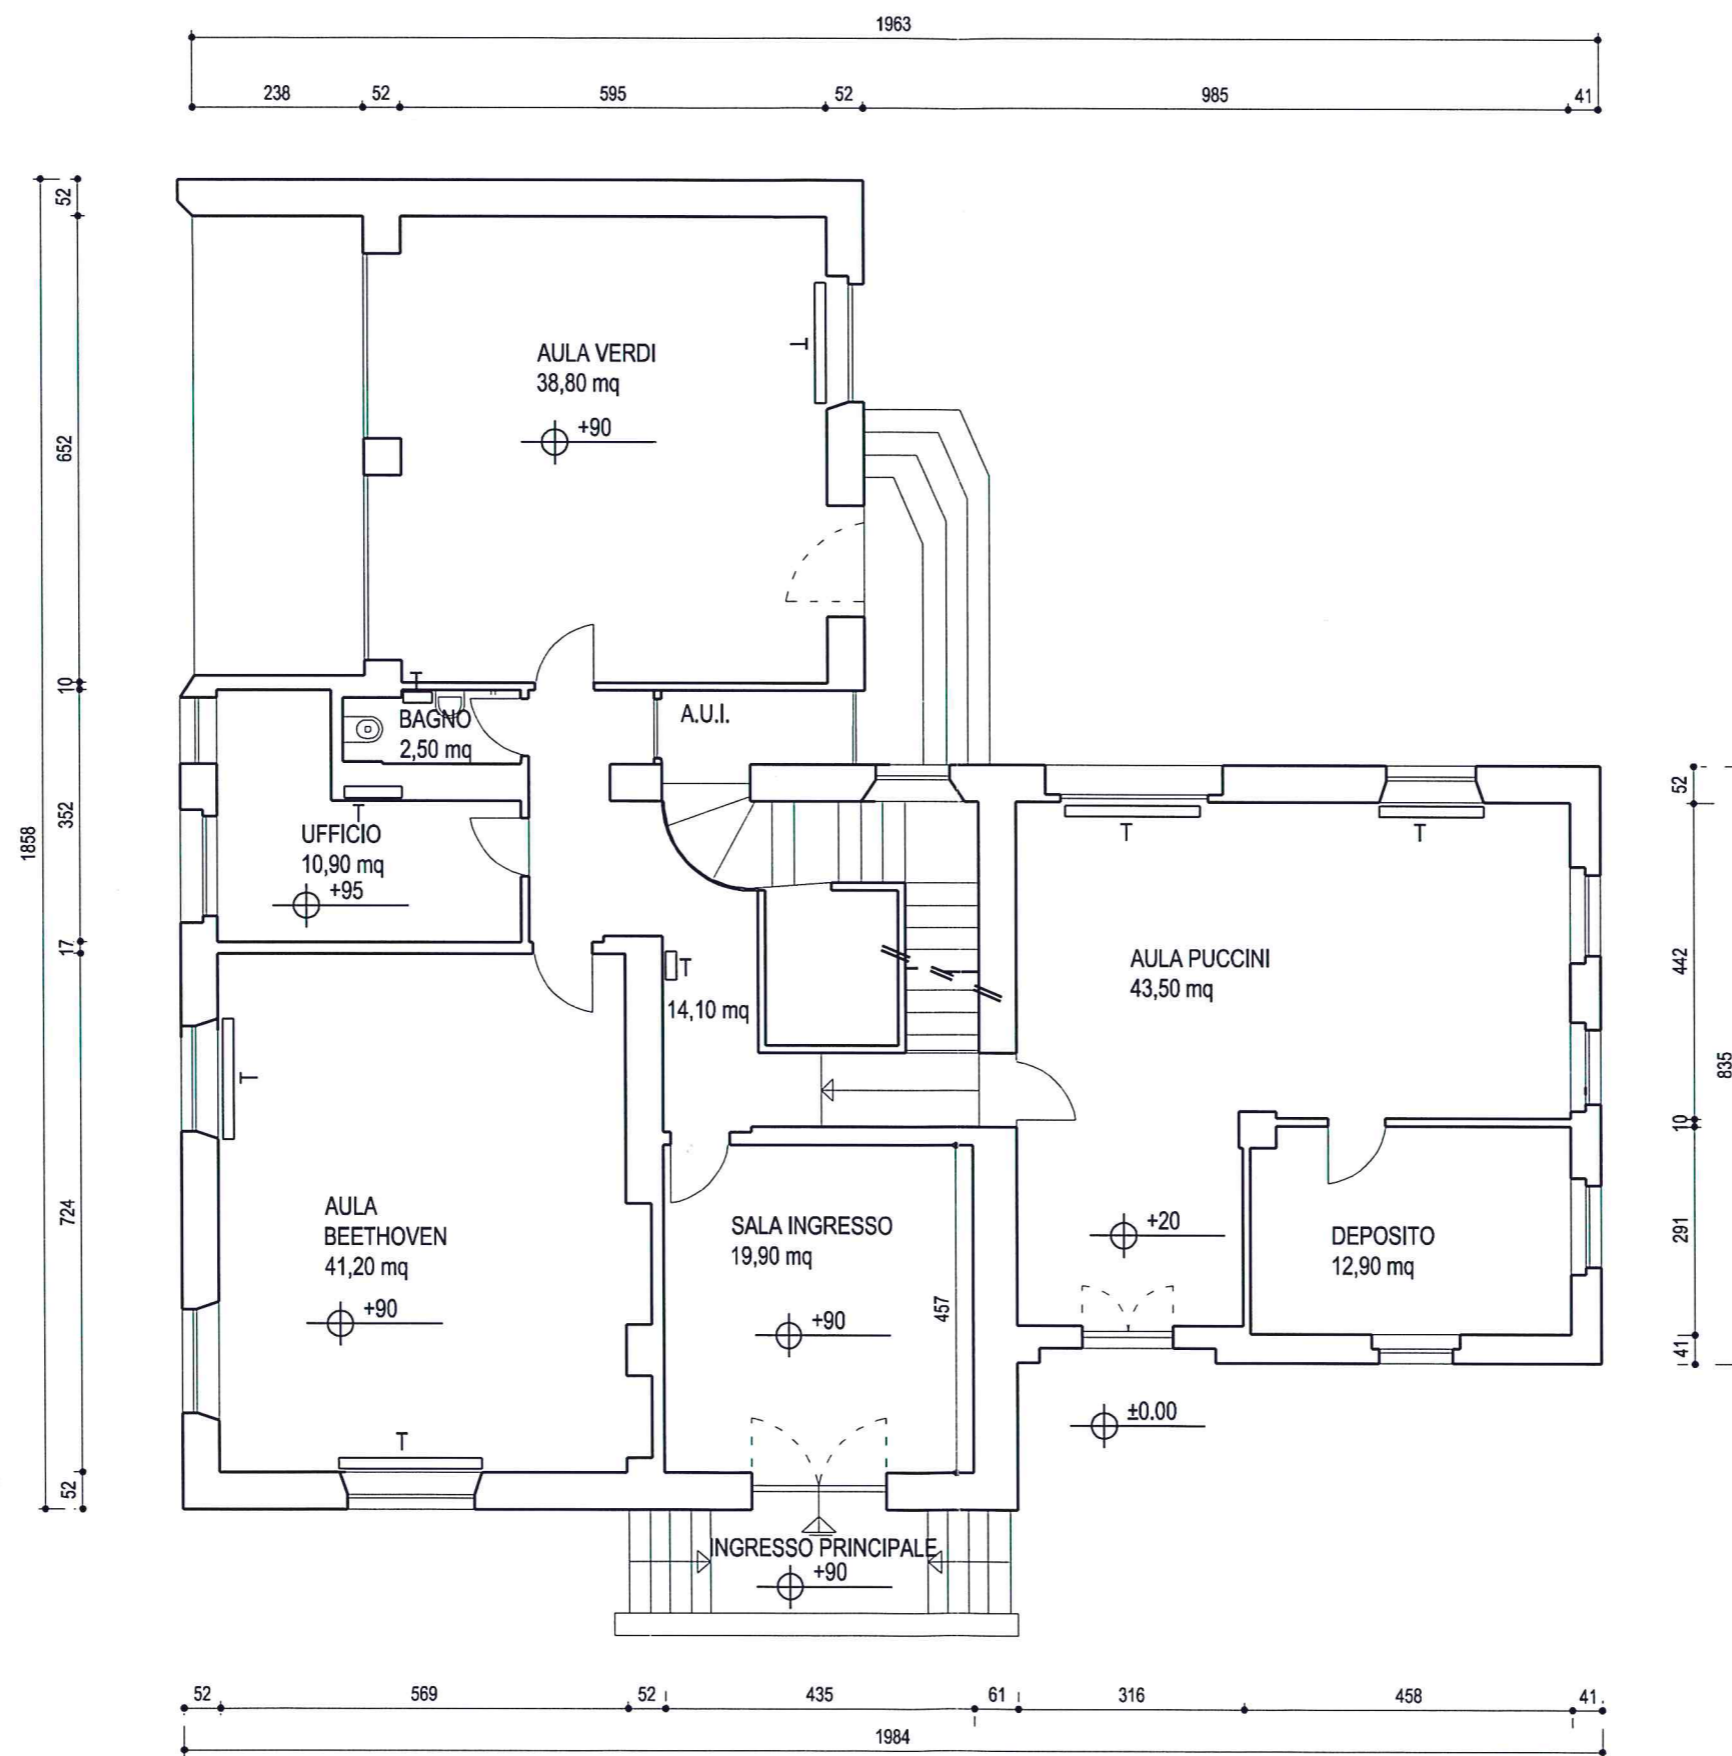 1963
238 52 595 52 985 41
52
652
10
352
17
724
52
1858
AULA VERDI
38,80 mq
+90
T
T
BAGNO
2,50 mq
A.U.I.
T
UFFICIO
10,90 mq
+95
T
14,10 mq
T
T
AULA PUCCINI
43,50 mq
52
442
10
291
41
835
T
AULA
BEETHOVEN
41,20 mq
+90
T
SALA INGRESSO
19,90 mq
+90
457
+20
DEPOSITO
12,90 mq
±0.00
INGRESSO PRINCIPALE
+90
52 569 52 435 61 316 458 41
1984